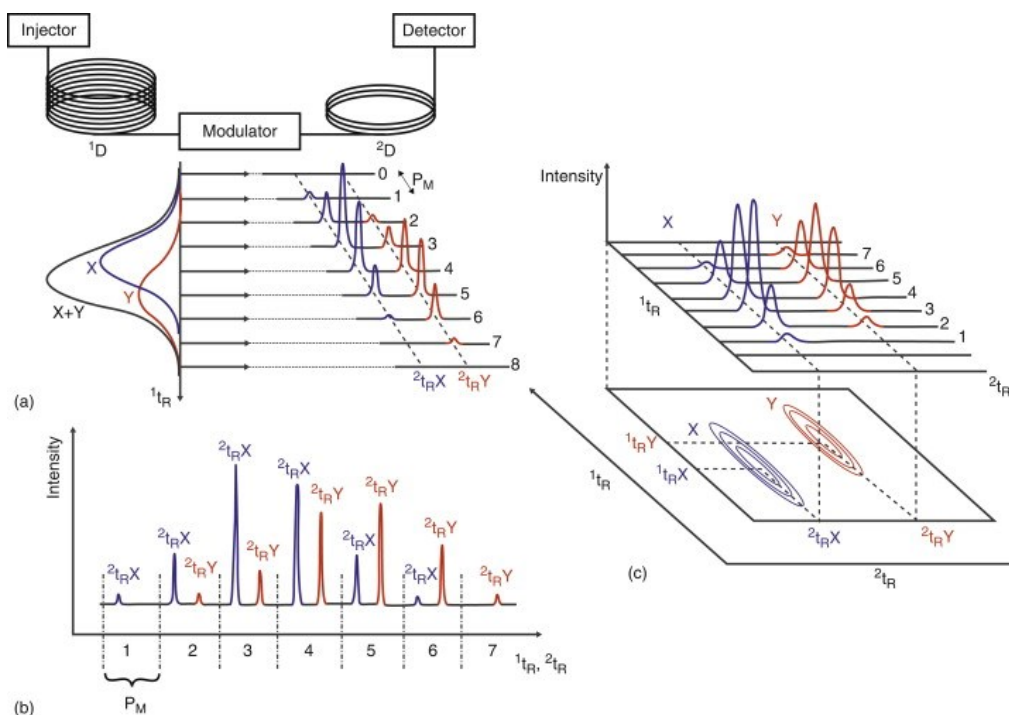 Injector
Detector
Modulator
¹D
²D
0
P_M
1
2
3
4
5
6
7
8
X
Y
X+Y
²t_RX
²t_RY
¹t_R
(a)
Intensity
²t_RX
²t_RX
²t_RY
²t_RX
²t_RY
²t_RX
²t_RY
²t_RX
²t_RY
²t_RX
²t_RY
²t_RY
1
2
3
4
5
6
7
¹t_R, ²t_R
P_M
(b)
Intensity
X
Y
7
6
5
4
3
2
1
¹t_R
²t_R
X
Y
¹t_RY
¹t_RX
¹t_R
²t_RX
²t_RY
²t_R
(c)